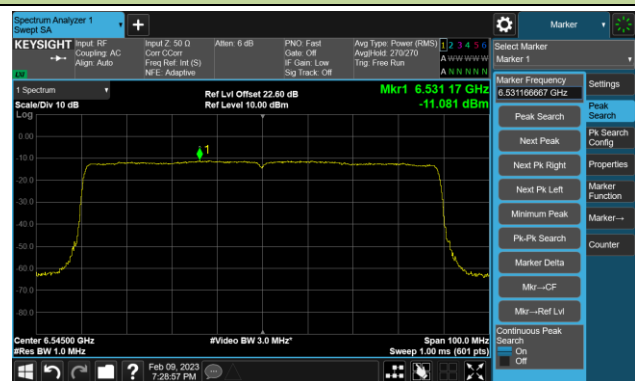 Spectrum Analyzer 1
Swept SA
Marker
KEYSIGHT
Input: RF
Coupling: AC
Align: Auto
Input Z: 50 Ω
Corr CCorr
Freq Ref: Int (S)
NFE: Adaptive
Atten: 6 dB
PNO: Fast
Gate: Off
IF Gain: Low
Sig Track: Off
Avg Type: Power (RMS)
Avg|Hold: 270/270
Trig: Free Run
1 2 3 4 5 6
A W W W W W
A N N N N N
Select Marker
Marker 1
1 Spectrum
Scale/Div 10 dB
Ref Lvl Offset 22.60 dB
Ref Level 10.00 dBm
Mkr1 6.531 17 GHz
-11.081 dBm
Log
0.00
-10.0
-20.0
-30.0
-40.0
-50.0
-60.0
-70.0
-80.0
1
Center 6.54500 GHz
#Res BW 1.0 MHz
#Video BW 3.0 MHz*
Span 100.0 MHz
Sweep 1.00 ms (601 pts)
Marker Frequency
6.531166667 GHz
Peak Search
Next Peak
Next Pk Right
Next Pk Left
Minimum Peak
Pk-Pk Search
Marker Delta
Mkr→CF
Mkr→Ref Lvl
Continuous Peak
Search
On
Off
Settings
Peak
Search
Pk Search
Config
Properties
Marker
Function
Marker→
Counter
?
Feb 09, 2023
7:28:57 PM